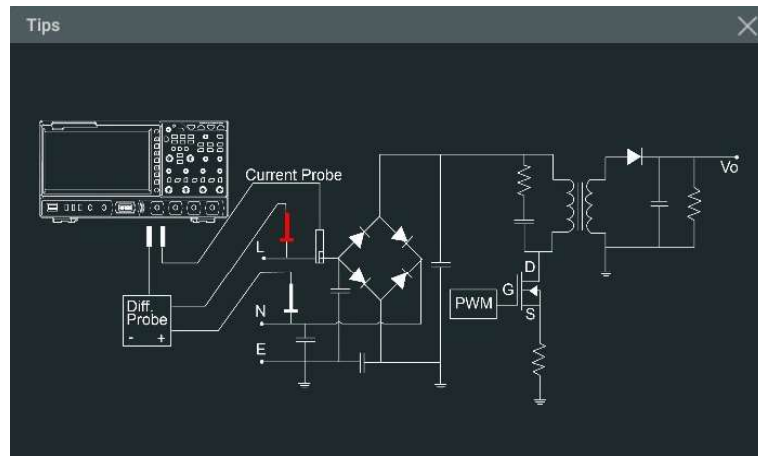 Tips
Current Probe
L
N
E
Diff.
Probe
- +
PWM
G
D
S
Vo